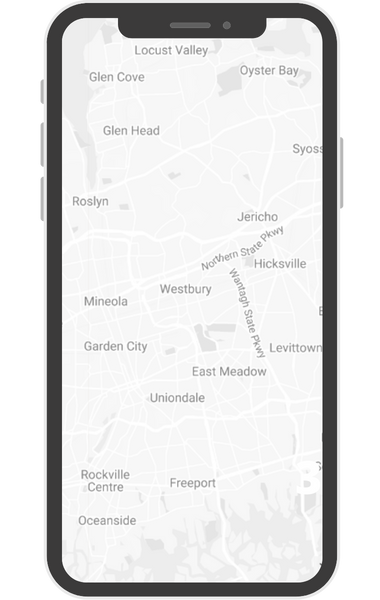 Locust Valley
Glen Cove
Oyster Bay
Glen Head
Syoss
Roslyn
Jericho
Northern State Pkwy
Hicksville
Wantagh State Pkwy
Westbury
Mineola
Garden City
Levittown
East Meadow
Uniondale
Rockville
Centre
Freeport
Oceanside